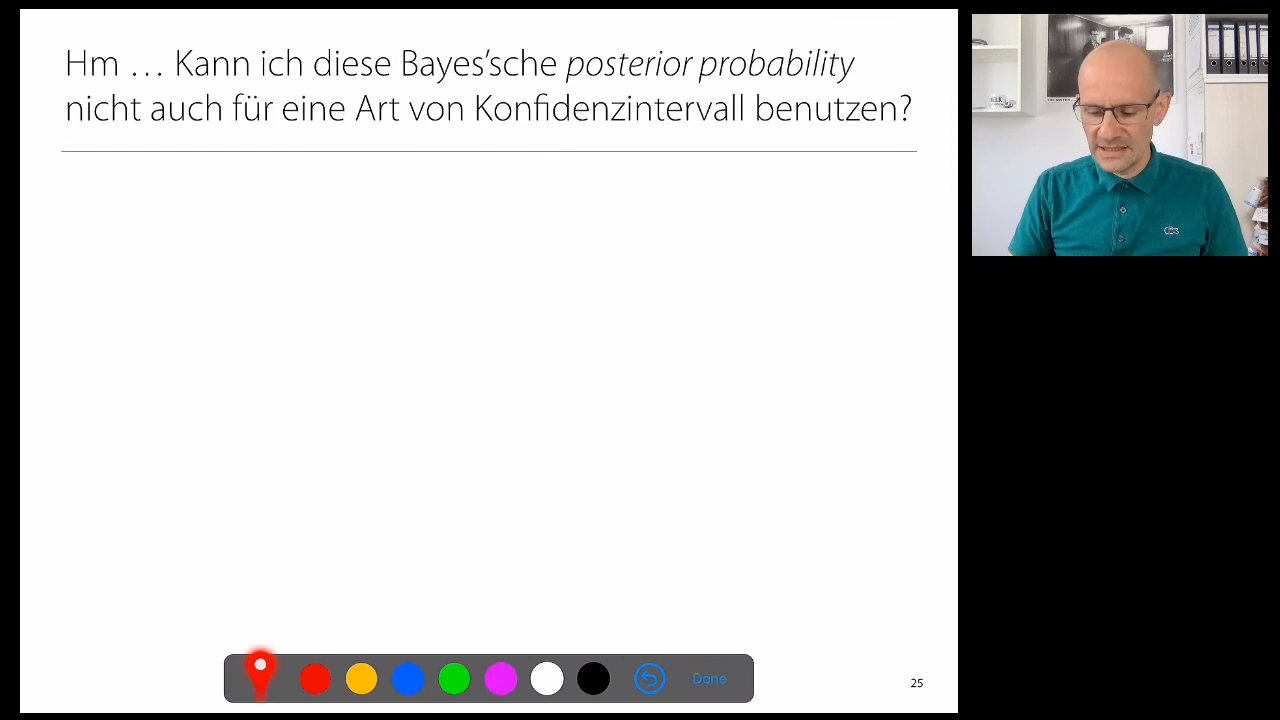 Hm … Kann ich diese Bayes’sche posterior probability
nicht auch für eine Art von Konfidenzintervall benutzen?
Done
25